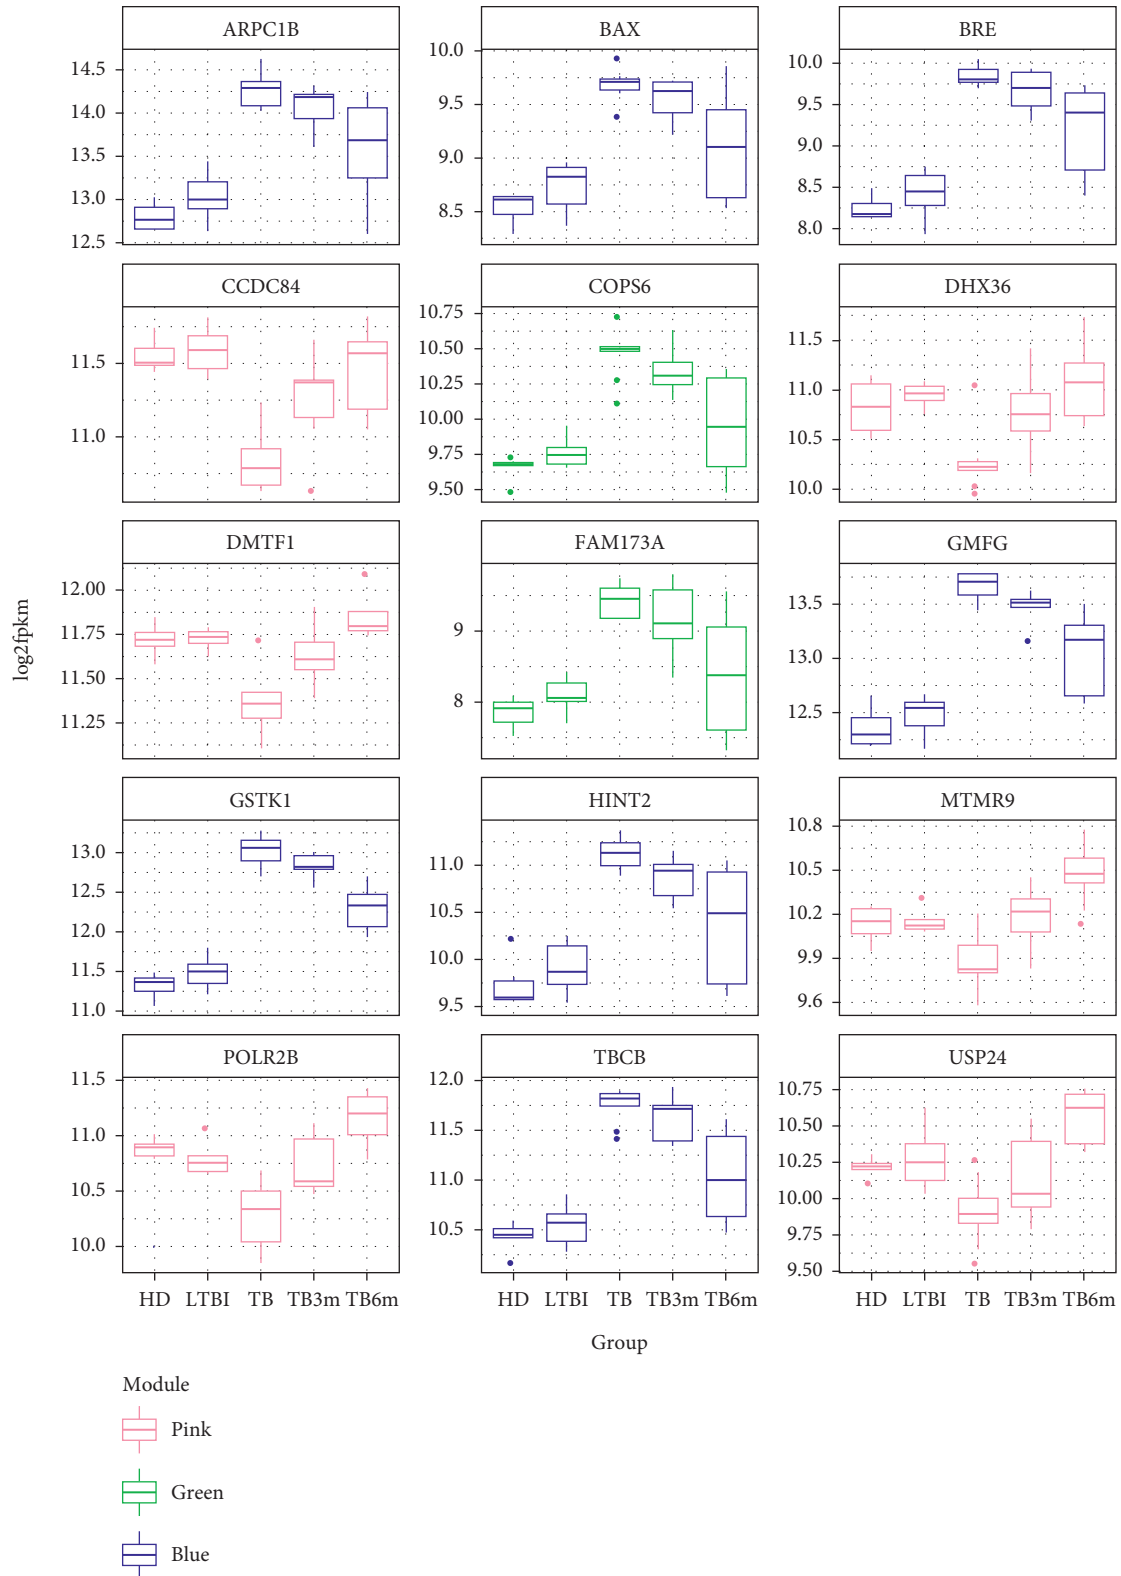 ARPC1B
BAX
BRE
14.5
14.0
13.5
13.0
12.5
10.0
9.5
9.0
8.5
10.0
9.5
9.0
8.5
8.0
CCDC84
COPS6
DHX36
11.5
11.0
10.75
10.50
10.25
10.00
9.75
9.50
11.5
11.0
10.5
10.0
DMTF1
FAM173A
GMFG
12.00
11.75
11.50
11.25
9
8
13.5
13.0
12.5
log2fpkm
GSTK1
HINT2
MTMR9
13.0
12.5
12.0
11.5
11.0
11.0
10.5
10.0
9.5
10.8
10.5
10.2
9.9
9.6
POLR2B
TBCB
USP24
11.5
11.0
10.5
10.0
12.0
11.5
11.0
10.5
10.75
10.50
10.25
10.00
9.75
9.50
HD LTBI TB TB3m TB6m
HD LTBI TB TB3m TB6m
HD LTBI TB TB3m TB6m
Group
Module
Pink
Green
Blue